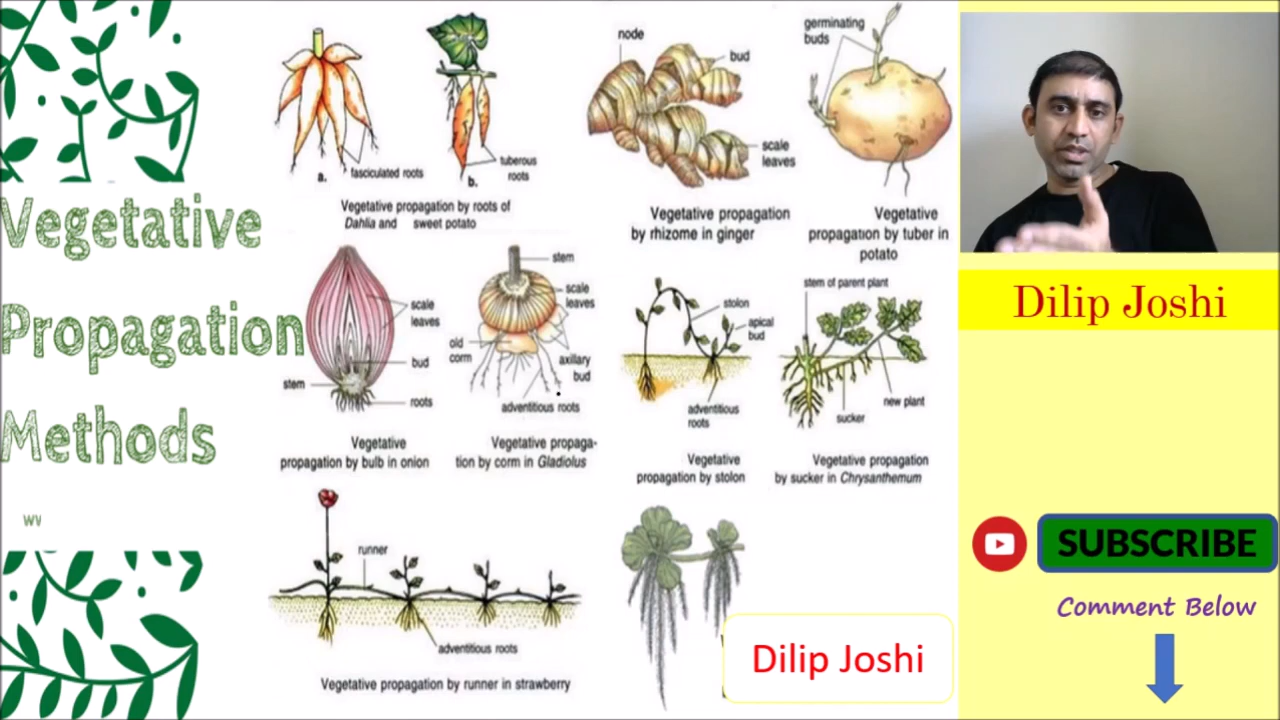 Vegetative
Propagation
Methods
a.
fasciculated roots
b.
tuberous
roots
Vegetative propagation by roots of
Dahlia and sweet potato
node
bud
scale
leaves
Vegetative propagation
by rhizome in ginger
germinating
buds
Vegetative
propagation by tuber in
potato
scale
leaves
bud
stem
roots
Vegetative
propagation by bulb in onion
stem
scale
leaves
old
corm
axillary
bud
adventitious roots
Vegetative propaga-
tion by corm in Gladiolus
stolon
apical
bud
adventitious
roots
Vegetative
propagation by stolon
stem of parent plant
new plant
sucker
Vegetative propagation
by sucker in Chrysanthemum
runner
adventitious roots
Vegetative propagation by runner in strawberry
Dilip Joshi
Dilip Joshi
SUBSCRIBE
Comment Below